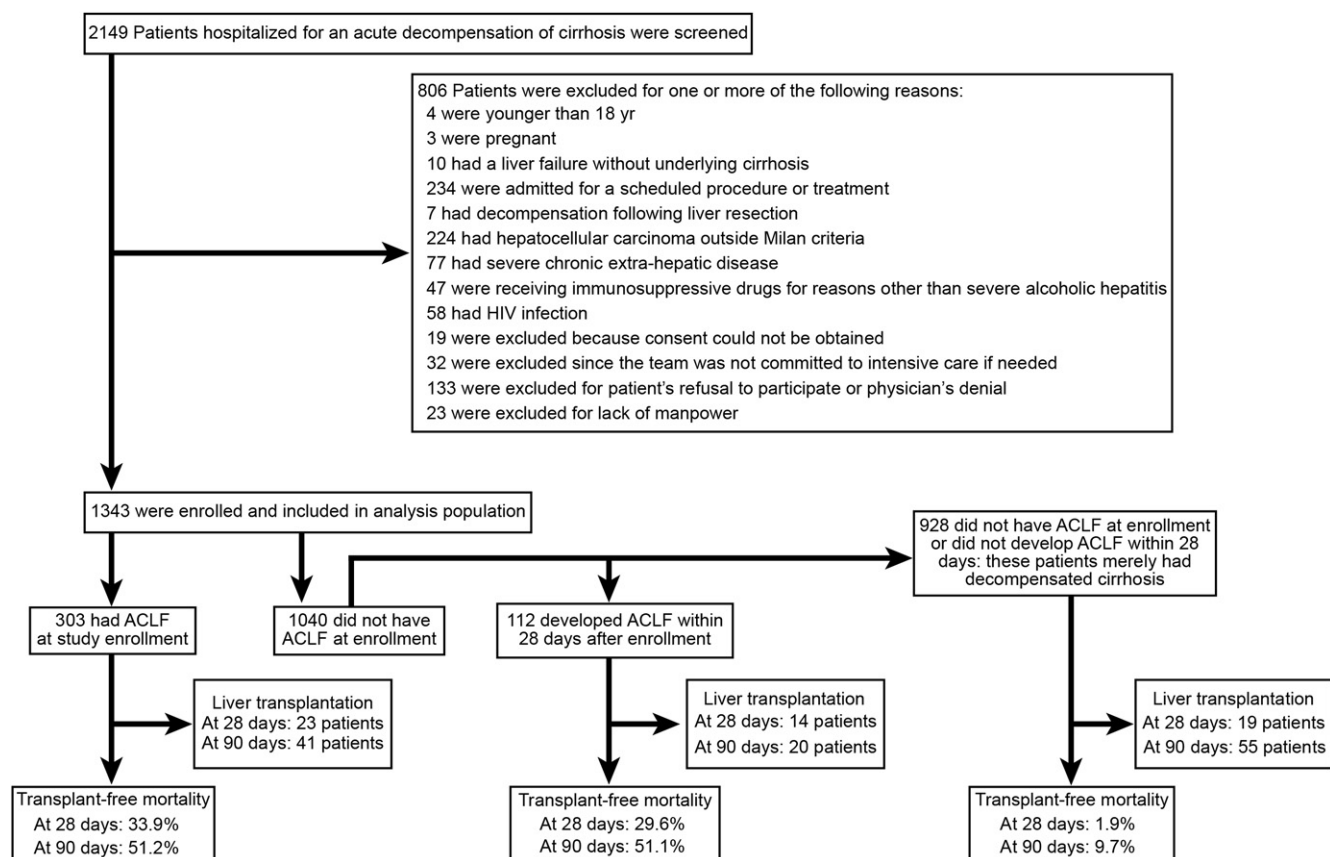 2149 Patients hospitalized for an acute decompensation of cirrhosis were screened
806 Patients were excluded for one or more of the following reasons:
4 were younger than 18 yr
3 were pregnant
10 had a liver failure without underlying cirrhosis
234 were admitted for a scheduled procedure or treatment
7 had decompensation following liver resection
224 had hepatocellular carcinoma outside Milan criteria
77 had severe chronic extra-hepatic disease
47 were receiving immunosuppressive drugs for reasons other than severe alcoholic hepatitis
58 had HIV infection
19 were excluded because consent could not be obtained
32 were excluded since the team was not committed to intensive care if needed
133 were excluded for patient's refusal to participate or physician's denial
23 were excluded for lack of manpower
1343 were enrolled and included in analysis population
928 did not have ACLF at enrollment
or did not develop ACLF within 28
days: these patients merely had
decompensated cirrhosis
303 had ACLF
at study enrollment
1040 did not have
ACLF at enrollment
112 developed ACLF within
28 days after enrollment
Liver transplantation
At 28 days: 23 patients
At 90 days: 41 patients
Liver transplantation
At 28 days: 14 patients
At 90 days: 20 patients
Liver transplantation
At 28 days: 19 patients
At 90 days: 55 patients
Transplant-free mortality
At 28 days: 33.9%
At 90 days: 51.2%
Transplant-free mortality
At 28 days: 29.6%
At 90 days: 51.1%
Transplant-free mortality
At 28 days: 1.9%
At 90 days: 9.7%